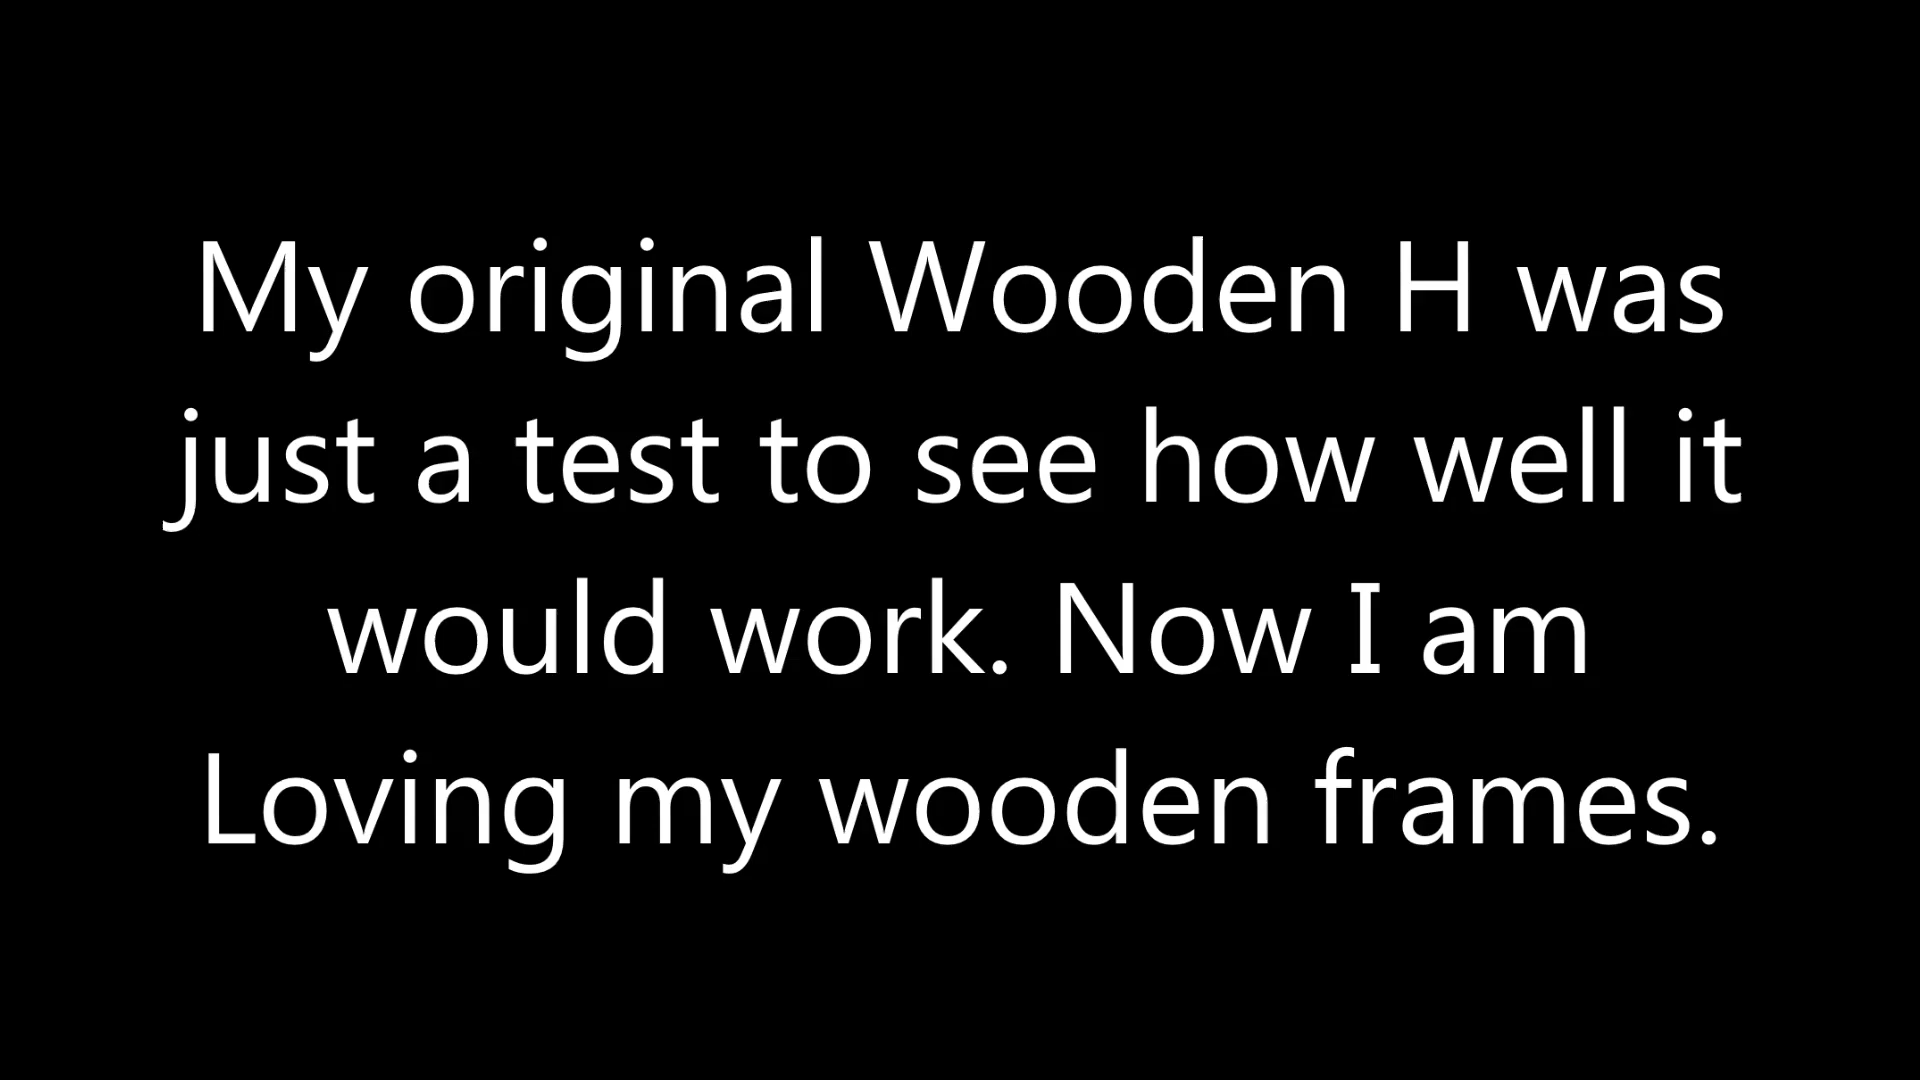 My original Wooden H was
just a test to see how well it
would work. Now I am
Loving my wooden frames.